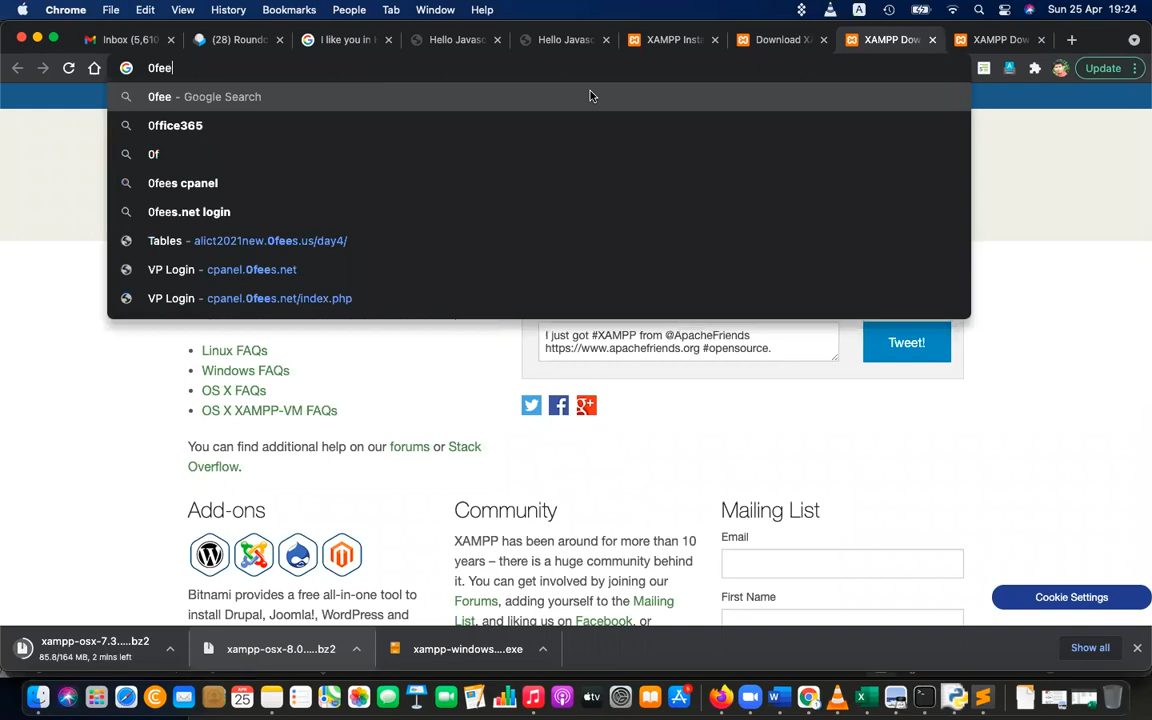 Chrome File Edit View History Bookmarks People Tab Window Help Sun 25 Apr 19:24
Inbox (5,610 (28) Roundc I like you in Hello Javasc Hello Javasc XAMPP Insta Download XA XAMPP Dow XAMPP Dow
0fee Update
0fee - Google Search
0ffice365
0f
0fees cpanel
0fees.net login
Tables - alict2021new.0fees.us/day4/
VP Login - cpanel.0fees.net
VP Login - cpanel.0fees.net/index.php
I just got #XAMPP from @ApacheFriends
https://www.apachefriends.org #opensource.
Tweet!
• Linux FAQs
• Windows FAQs
• OS X FAQs
• OS X XAMPP-VM FAQs
You can find additional help on our forums or Stack
Overflow.
Add-ons
Bitnami provides a free all-in-one tool to
install Drupal, Joomla!, WordPress and
Community
XAMPP has been around for more than 10
years – there is a huge community behind
it. You can get involved by joining our
Forums, adding yourself to the Mailing
List, and liking us on Facebook, or
Mailing List
Email
First Name
Cookie Settings
xampp-osx-7.3.....bz2
85.8/164 MB, 2 mins left
xampp-osx-8.0.....bz2
xampp-windows....exe
Show all